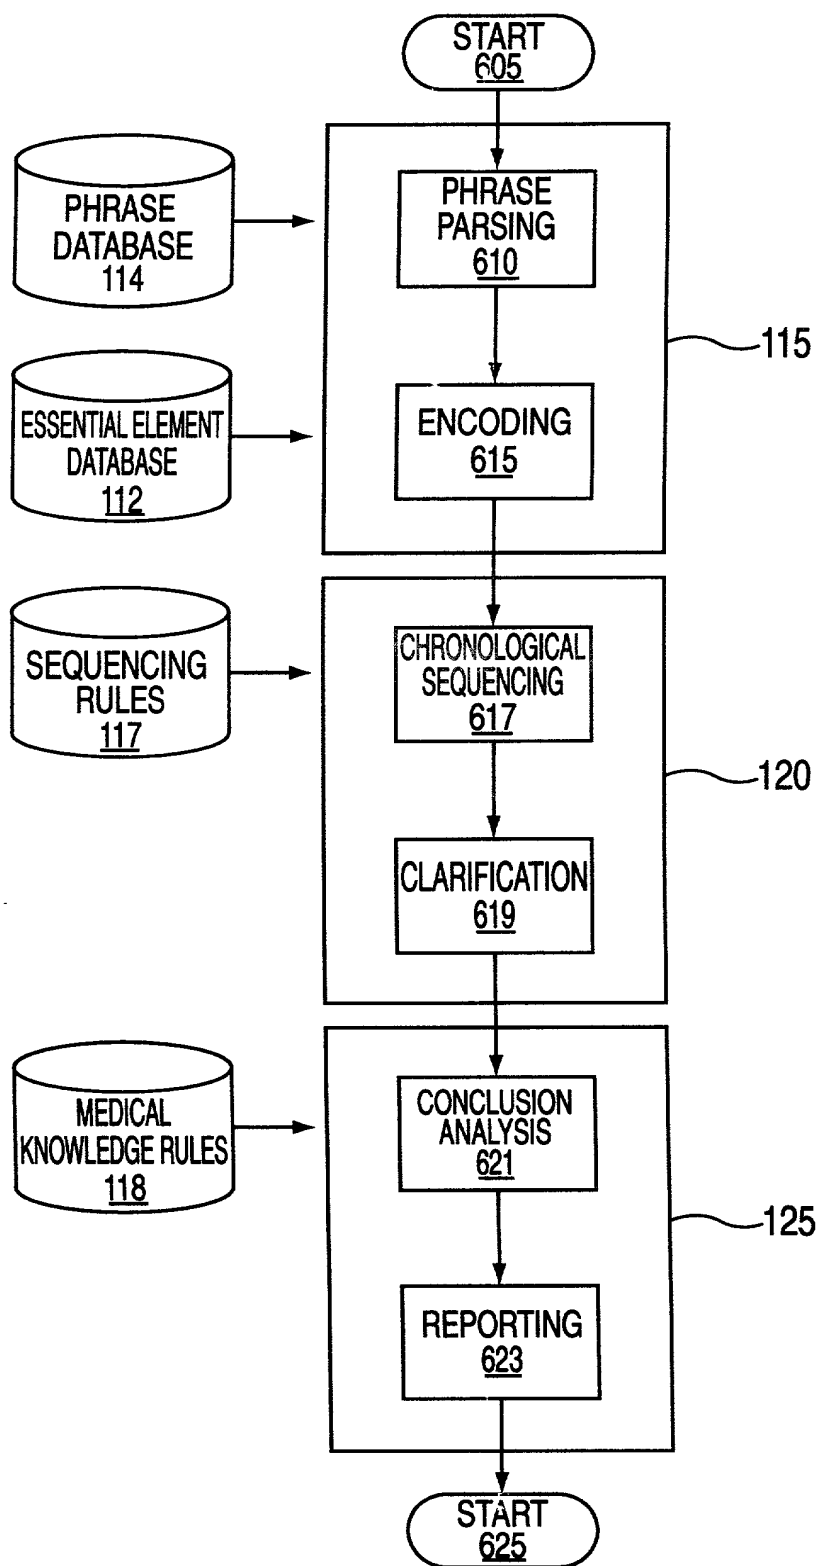 START
605
PHRASE
DATABASE
114
PHRASE
PARSING
610
115
ESSENTIAL ELEMENT
DATABASE
112
ENCODING
615
SEQUENCING
RULES
117
CHRONOLOGICAL
SEQUENCING
617
120
CLARIFICATION
619
MEDICAL
KNOWLEDGE RULES
118
CONCLUSION
ANALYSIS
621
125
REPORTING
623
START
625